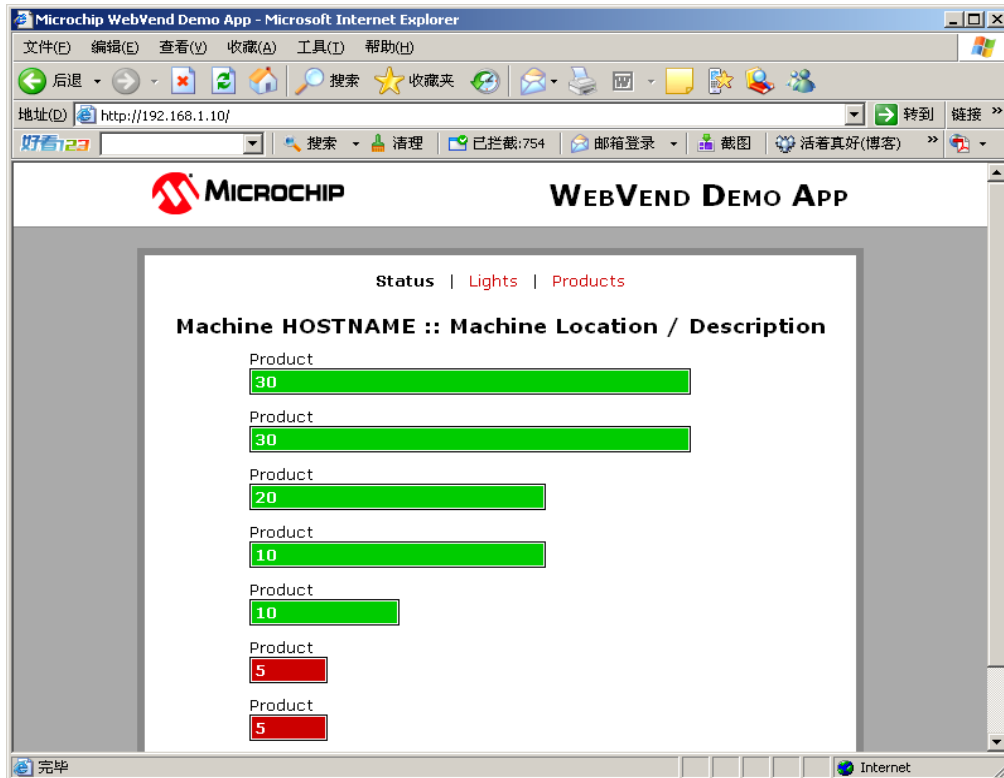 Microchip WebVend Demo App - Microsoft Internet Explorer
文件(F) 编辑(E) 查看(V) 收藏(A) 工具(T) 帮助(H)
后退 搜索 收藏夹
地址(D) http://192.168.1.10/ 转到 链接 »
好看123 搜索 清理 已拦截:754 邮箱登录 截图 活着真好(博客) »
MICROCHIP WEBVEND DEMO APP
Status | Lights | Products
Machine HOSTNAME :: Machine Location / Description
Product
30
Product
30
Product
20
Product
10
Product
10
Product
5
Product
5
完毕 Internet